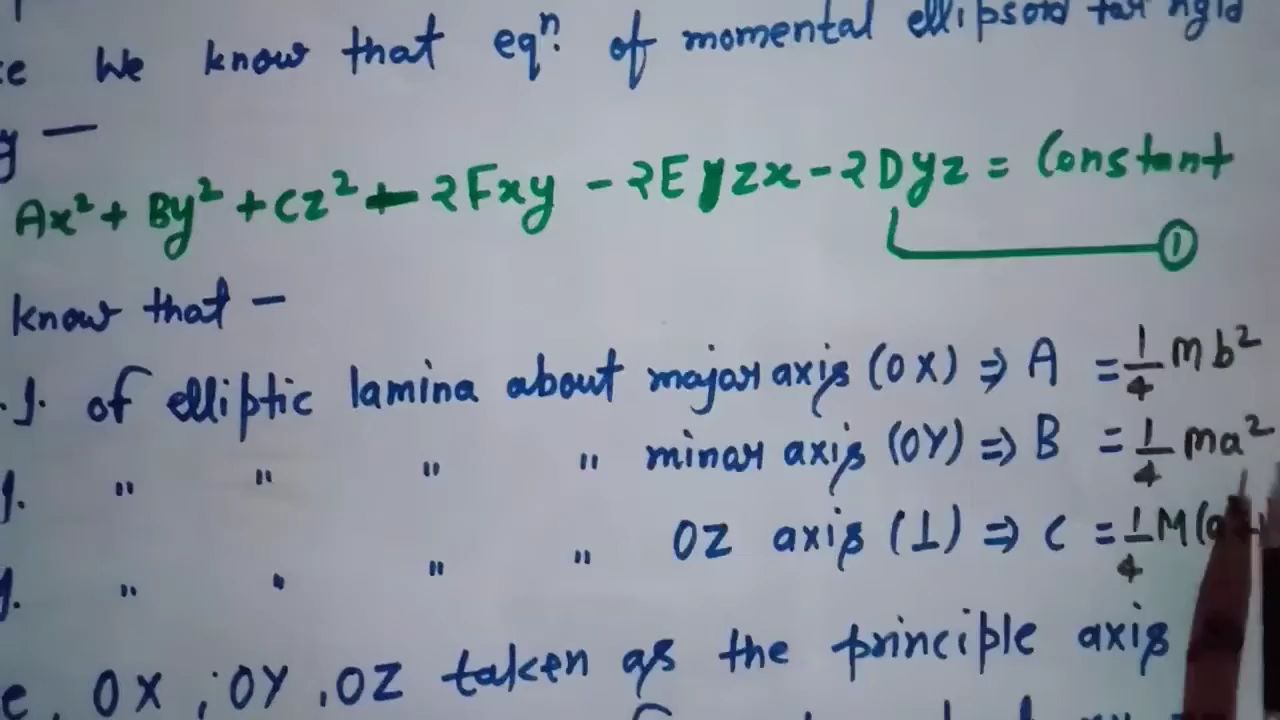 We know that eqⁿ. of momental ellipsoid for rigid
—
Ax² + By² + Cz² - 2Fxy - 2E zx - 2Dyz = Constant
①
know that -
J. of elliptic lamina about major axis (OX) ⇒ A = 1/4 Mb²
" " " " minor axis (OY) ⇒ B = 1/4 Ma²
" " " " OZ axis (⊥) ⇒ C = 1/4 M(a²
OX ; OY , OZ taken as the principle axis